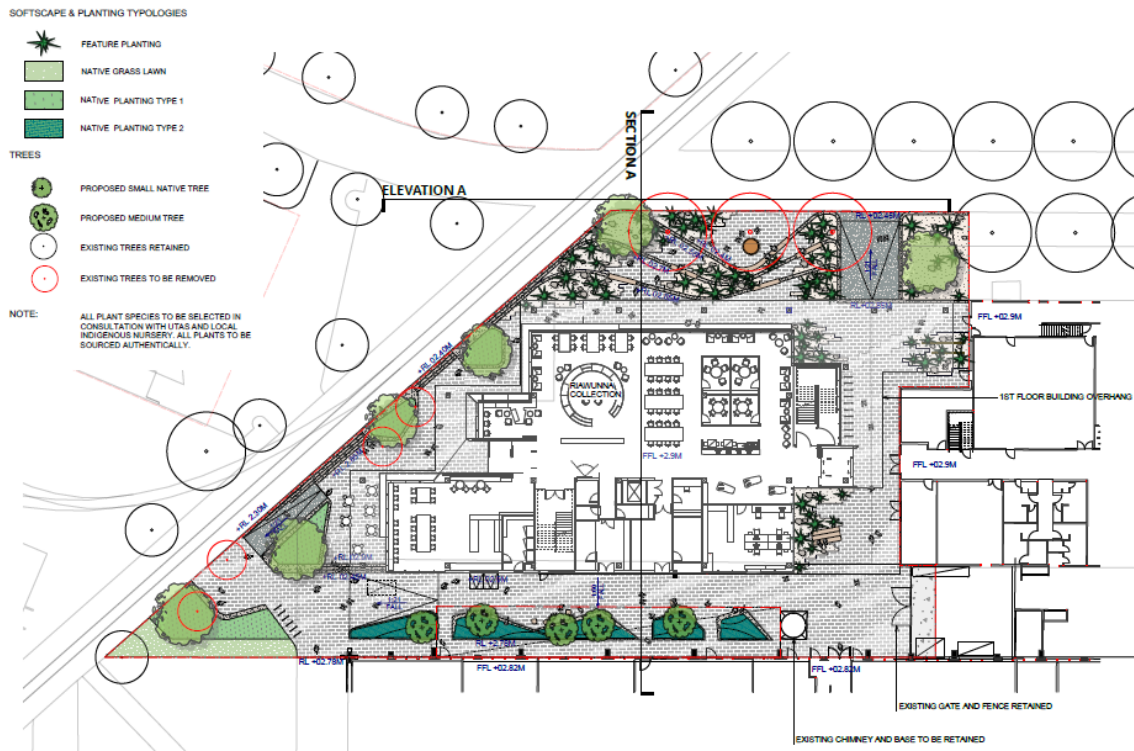 SOFTSCAPE & PLANTING TYPOLOGIES
FEATURE PLANTING
NATIVE GRASS LAWN
NATIVE PLANTING TYPE 1
NATIVE PLANTING TYPE 2
TREES
PROPOSED SMALL NATIVE TREE
PROPOSED MEDIUM TREE
EXISTING TREES RETAINED
EXISTING TREES TO BE REMOVED
NOTE:
ALL PLANT SPECIES TO BE SELECTED IN
CONSULTATION WITH UTAS AND LOCAL
INDIGENOUS NURSERY. ALL PLANTS TO BE
SOURCED AUTHENTICALLY.
SECTION A
ELEVATION A
RL +02.45M
FFL +02.9M
+RL 02.40M
RIAWUNNA
COLLECTION
1ST FLOOR BUILDING OVERHANG
FFL +2.9M
FFL +02.9M
+RL 2.30M
RL +02.78M
FFL +02.82M
FFL +02.82M
EXISTING GATE AND FENCE RETAINED
EXISTING CHIMNEY AND BASE TO BE RETAINED